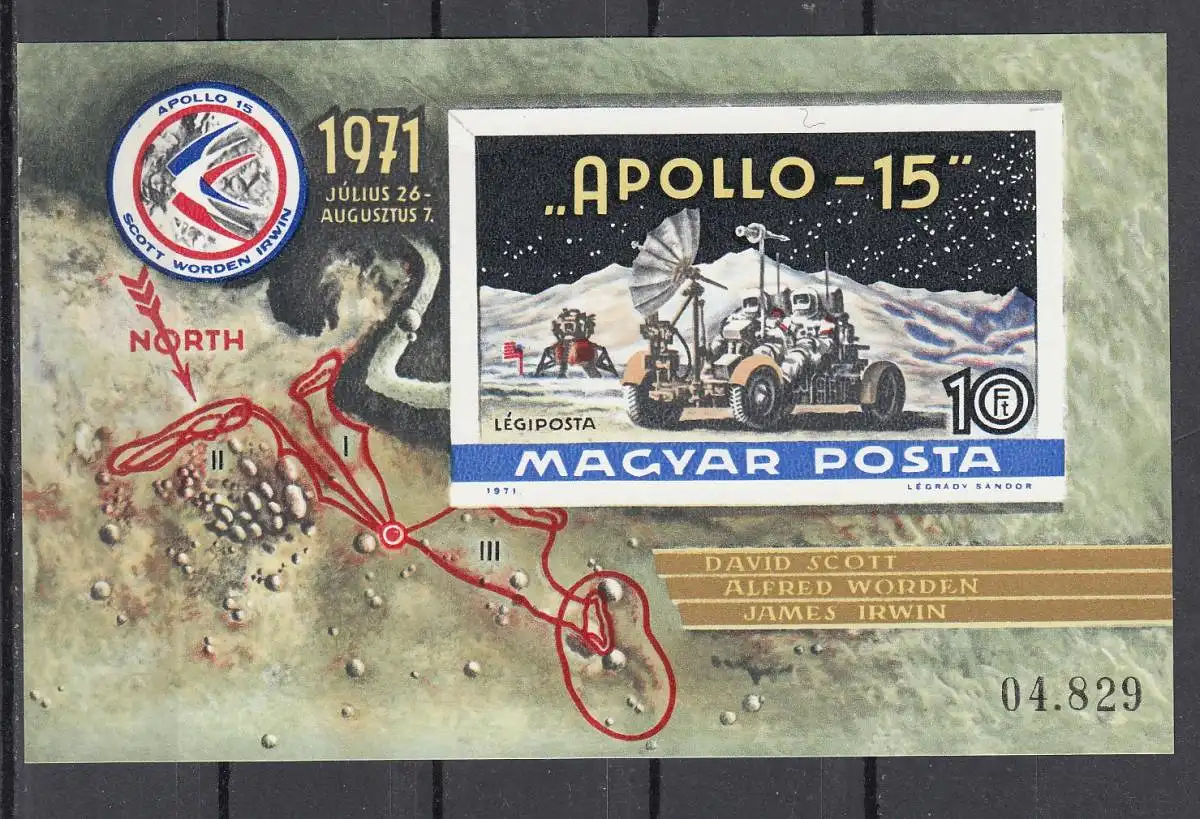 APOLLO 15
SCOTT WORDEN IRWIN
1971
JÚLIUS 26-
AUGUSZTUS 7.
NORTH
I
II
III
„APOLLO -15”
LÉGIPOSTA
10 Ft
MAGYAR POSTA
1971.
LÉGRÁDY SÁNDOR
DAVID SCOTT
ALFRED WORDEN
JAMES IRWIN
04.829